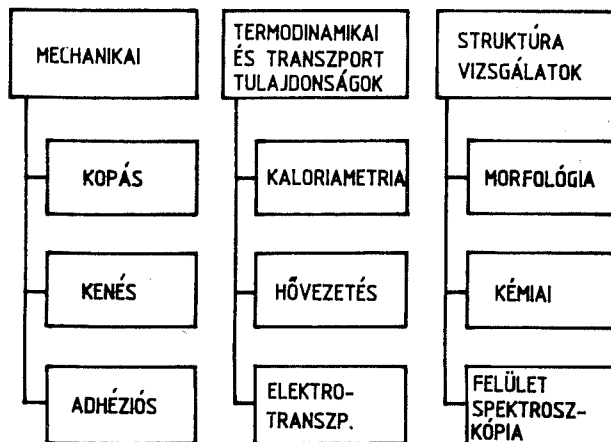 MECHANIKAI
KOPÁS
KENÉS
ADHÉZIÓS
TERMODINAMIKAI
ÉS TRANSZPORT
TULAJDONSÁGOK
KALORIAMETRIA
HŐVEZETÉS
ELEKTRO-
TRANSZP.
STRUKTÚRA
VIZSGÁLATOK
MORFOLÓGIA
KÉMIAI
FELÜLET
SPEKTROSZ-
KÓPIA